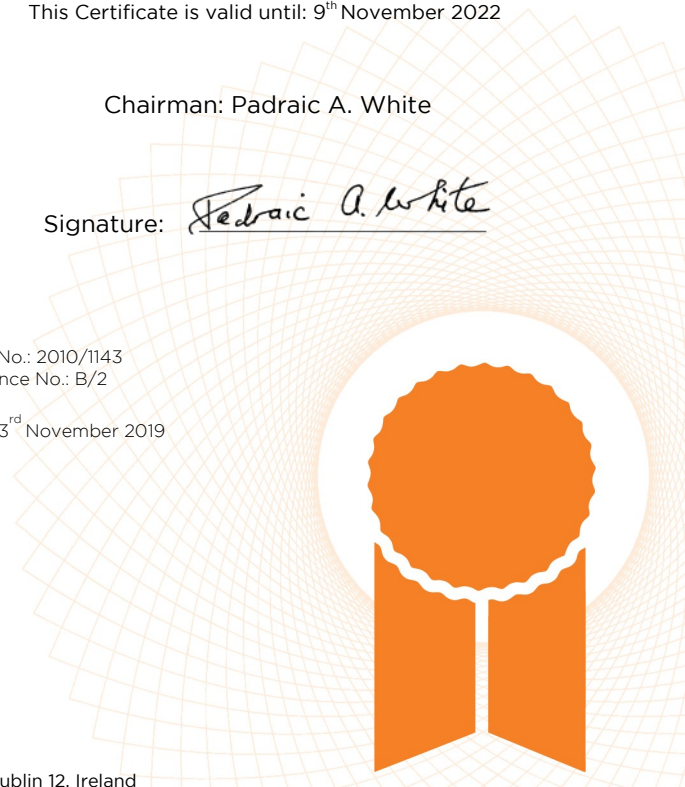 This Certificate is valid until: 9th November 2022
Chairman: Padraic A. White
Signature: Padraic A. White
No.: 2010/1143
nce No.: B/2
3rd November 2019
ublin 12, Ireland